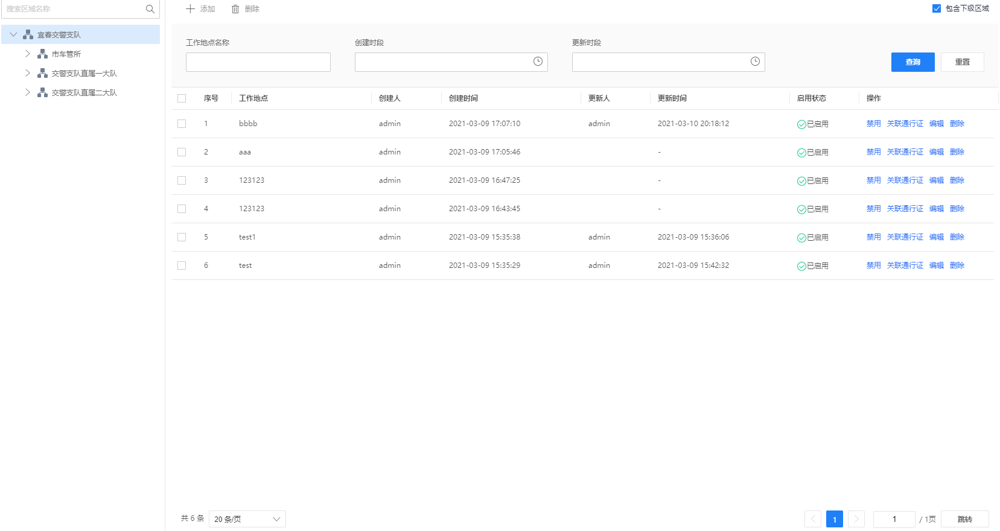 搜索区域名称
宜春交警支队
市车管所
交警支队直属一大队
交警支队直属二大队
添加 删除 包含下级区域
工作地点名称 创建时段 更新时段
查询 重置
序号 工作地点 创建人 创建时间 更新人 更新时间 启用状态 操作
1 bbbb admin 2021-03-09 17:07:10 admin 2021-03-10 20:18:12 已启用 禁用 关联通行证 编辑 删除
2 aaa admin 2021-03-09 17:05:46 - 已启用 禁用 关联通行证 编辑 删除
3 123123 admin 2021-03-09 16:47:25 - 已启用 禁用 关联通行证 编辑 删除
4 123123 admin 2021-03-09 16:43:45 - 已启用 禁用 关联通行证 编辑 删除
5 test1 admin 2021-03-09 15:35:38 admin 2021-03-09 15:36:06 已启用 禁用 关联通行证 编辑 删除
6 test admin 2021-03-09 15:35:29 admin 2021-03-09 15:42:32 已启用 禁用 关联通行证 编辑 删除
共 6 条 20 条/页 1 1 / 1页 跳转